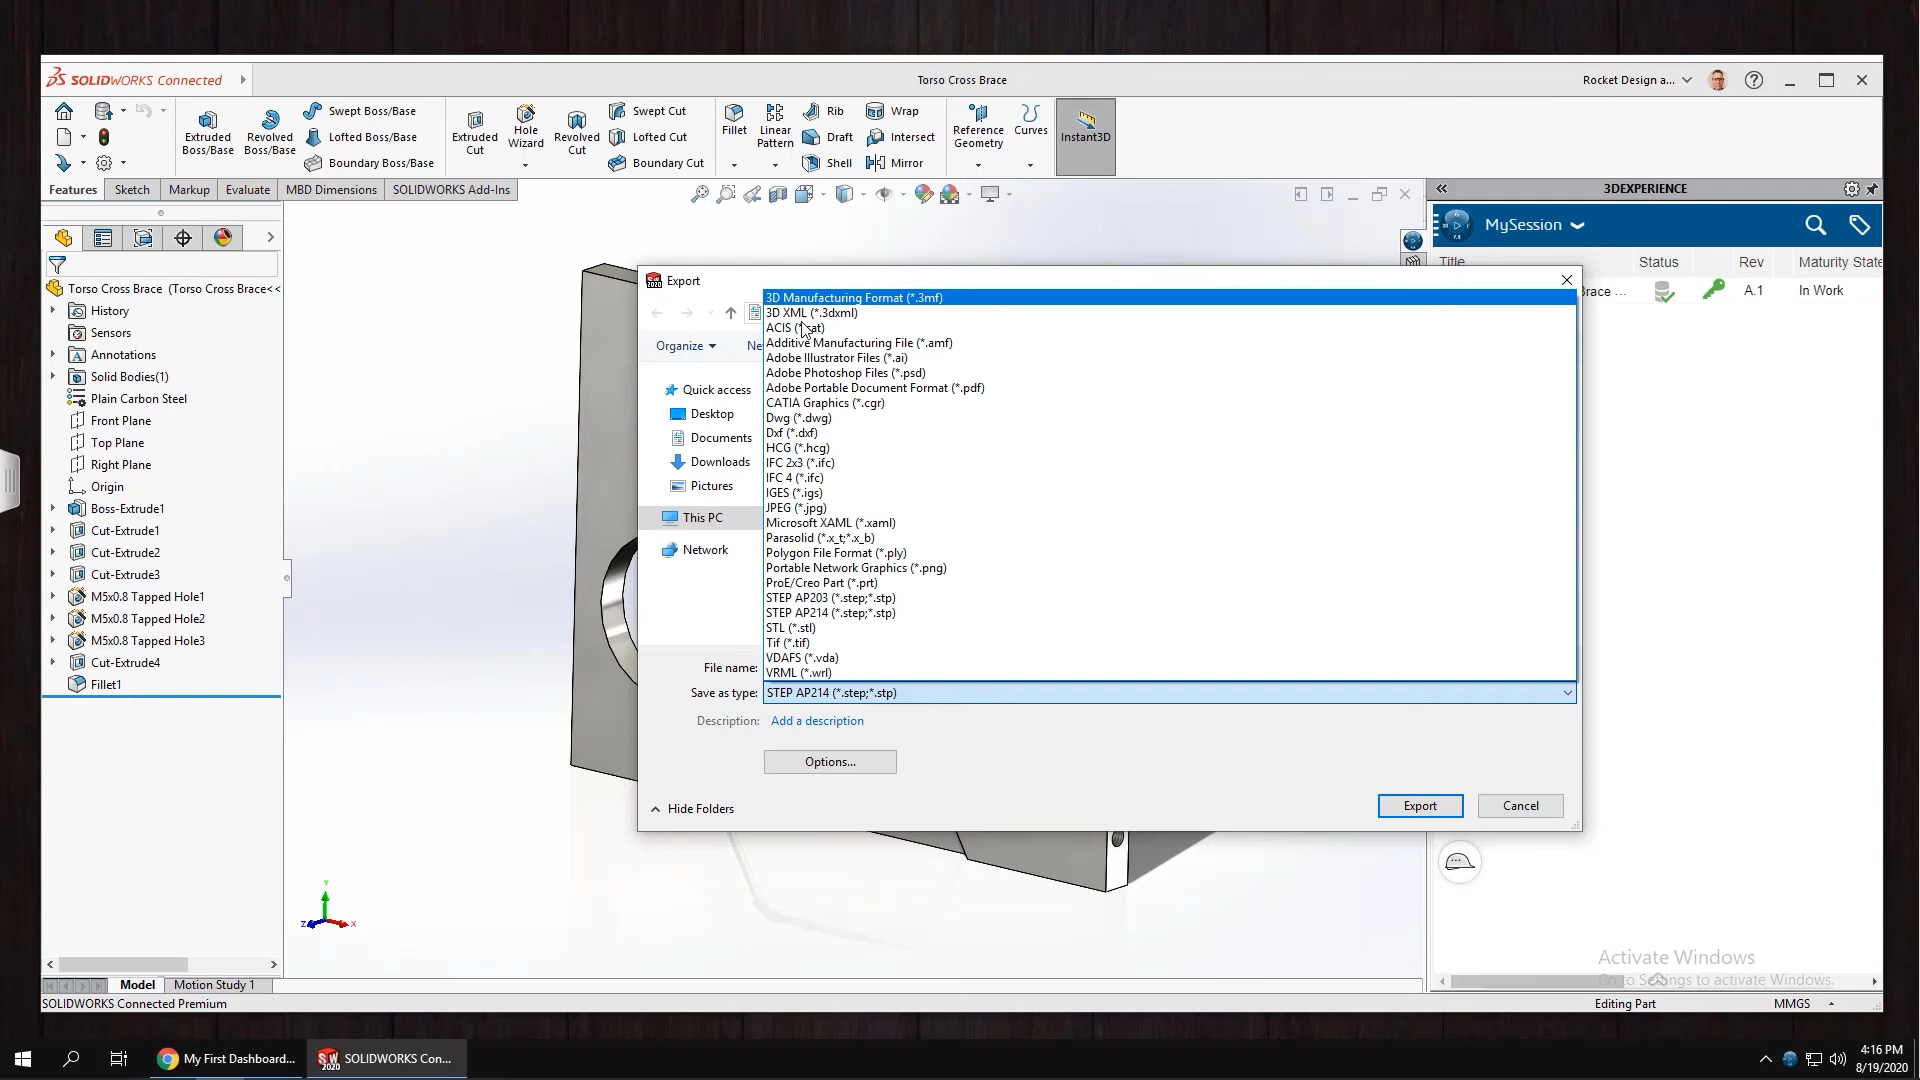 SOLIDWORKS Connected
Torso Cross Brace
Rocket Design a...
Extruded Boss/Base
Revolved Boss/Base
Swept Boss/Base
Lofted Boss/Base
Boundary Boss/Base
Extruded Cut
Hole Wizard
Revolved Cut
Swept Cut
Lofted Cut
Boundary Cut
Fillet
Linear Pattern
Rib
Draft
Shell
Wrap
Intersect
Mirror
Reference Geometry
Curves
Instant3D
Features
Sketch
Markup
Evaluate
MBD Dimensions
SOLIDWORKS Add-Ins
3DEXPERIENCE
MySession
Title
Status
Rev
Maturity State
Brace ...
A.1
In Work
Torso Cross Brace (Torso Cross Brace<<
History
Sensors
Annotations
Solid Bodies(1)
Plain Carbon Steel
Front Plane
Top Plane
Right Plane
Origin
Boss-Extrude1
Cut-Extrude1
Cut-Extrude2
Cut-Extrude3
M5x0.8 Tapped Hole1
M5x0.8 Tapped Hole2
M5x0.8 Tapped Hole3
Cut-Extrude4
Fillet1
Export
Organize
Quick access
Desktop
Documents
Downloads
Pictures
This PC
Network
3D Manufacturing Format (*.3mf)
3D XML (*.3dxml)
ACIS
Additive Manufacturing File (*.amf)
Adobe Illustrator Files (*.ai)
Adobe Photoshop Files (*.psd)
Adobe Portable Document Format (*.pdf)
CATIA Graphics (*.cgr)
Dwg (*.dwg)
Dxf (*.dxf)
HCG (*.hcg)
IFC 2x3 (*.ifc)
IFC 4 (*.ifc)
IGES (*.igs)
JPEG (*.jpg)
Microsoft XAML (*.xaml)
Parasolid (*.x_t;*.x_b)
Polygon File Format (*.ply)
Portable Network Graphics (*.png)
ProE/Creo Part (*.prt)
STEP AP203 (*.step;*.stp)
STEP AP214 (*.step;*.stp)
STL (*.stl)
Tif (*.tif)
VDAFS (*.vda)
VRML (*.wrl)
File name:
Save as type: STEP AP214 (*.step;*.stp)
Description: Add a description
Options...
Hide Folders
Export
Cancel
Y
Z
X
Activate Windows
Go to Settings to activate Windows.
Model
Motion Study 1
SOLIDWORKS Connected Premium
Editing Part
MMGS
My First Dashboard...
SOLIDWORKS Con...
4:16 PM
8/19/2020